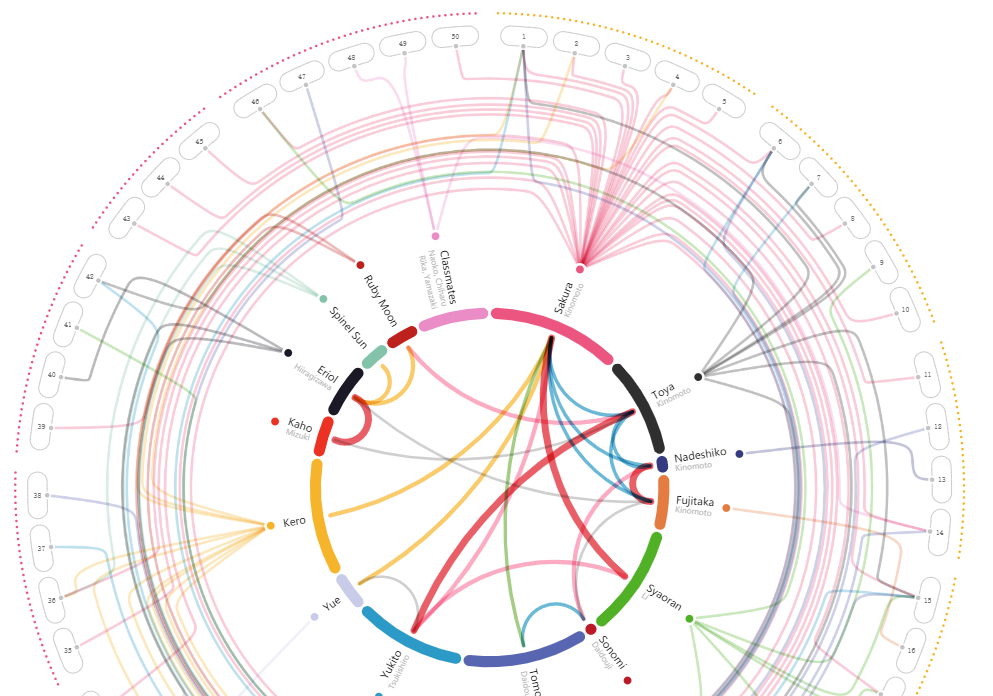 50
1
49
2
48
3
47
4
46
5
45
6
44
7
43
8
42
9
41
10
40
11
39
12
38
13
37
14
36
15
35
16
Classmates
Naoko, Chiharu
Rika, Yamazaki
Sakura
Kinomoto
Ruby Moon
Spinel Sun
Eriol
Hiiragizawa
Toya
Kinomoto
Kaho
Mizuki
Nadeshiko
Kinomoto
Kero
Fujitaka
Kinomoto
Yue
Syaoran
Li
Yukito
Tsukishiro
Sonomi
Daidouji
Tomo
Daidou